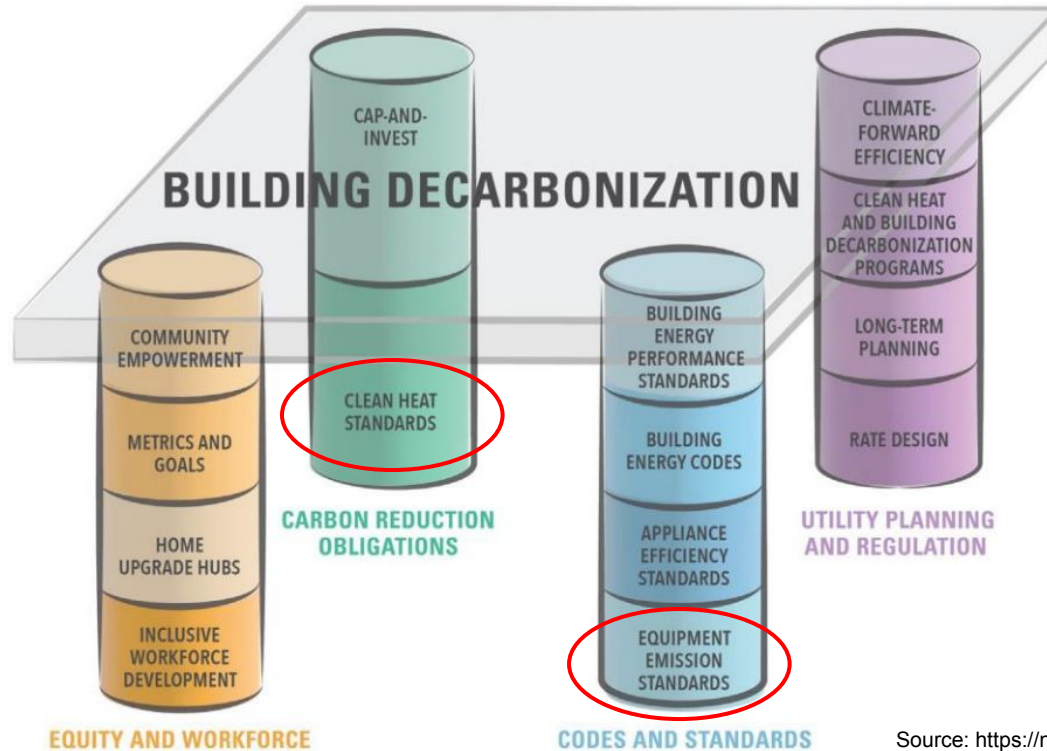 BUILDING DECARBONIZATION
COMMUNITY
EMPOWERMENT
METRICS AND
GOALS
HOME
UPGRADE HUBS
INCLUSIVE
WORKFORCE
DEVELOPMENT
EQUITY AND WORKFORCE
CAP-AND-
INVEST
CLEAN HEAT
STANDARDS
CARBON REDUCTION
OBLIGATIONS
BUILDING
ENERGY
PERFORMANCE
STANDARDS
BUILDING
ENERGY CODES
APPLIANCE
EFFICIENCY
STANDARDS
EQUIPMENT
EMISSION
STANDARDS
CODES AND STANDARDS
CLIMATE-
FORWARD
EFFICIENCY
CLEAN HEAT
AND BUILDING
DECARBONIZATION
PROGRAMS
LONG-TERM
PLANNING
RATE DESIGN
UTILITY PLANNING
AND REGULATION
Source: https://